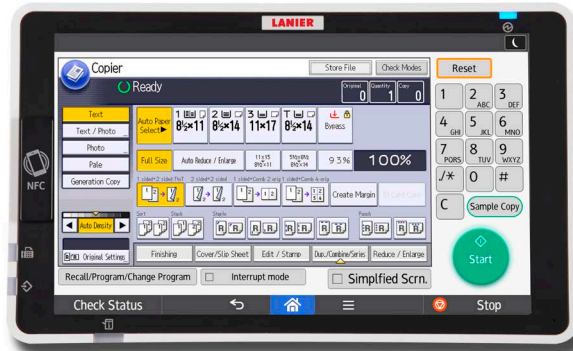 LANIER
Copier
Store File
Check Modes
Reset
Ready
Original 0
Quantity 1
Copy 0
Text
Text / Photo
Photo
Pale
Generation Copy
Auto Paper Select▶
1 8½×11
2 8½×14
3 11×17
T 8½×14
Bypass
Full Size
Auto Reduce / Enlarge
11×15 8½×11
5½×8½ 8½×14
93%
100%
1 sided→2 sided:TtoT
2 sided→2 sided
1 sided→Comb 2 orig
1 sided→Comb 4 orig
Create Margin
Auto Density
Sort
Stack
Staple
Punch
Original Settings
Finishing
Cover/Slip Sheet
Edit / Stamp
Dup./Combine/Series
Reduce / Enlarge
Recall/Program/Change Program
Interrupt mode
Simplfied Scrn.
Check Status
Stop
NFC
1
2 ABC
3 DEF
4 GHI
5 JKL
6 MNO
7 PQRS
8 TUV
9 WXYZ
./*
0
#
C
Sample Copy
Start